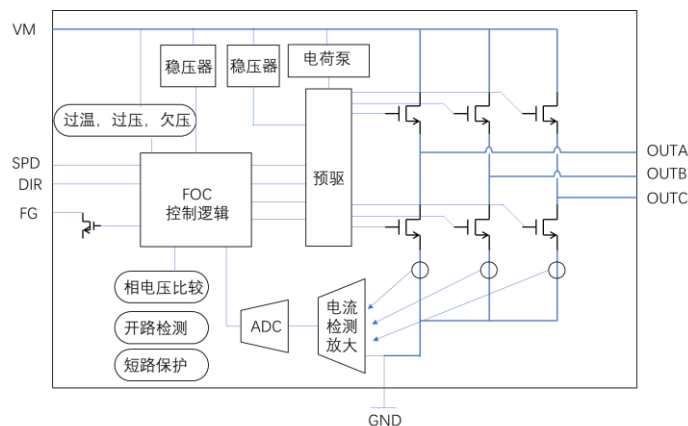 VM
稳压器
稳压器
电荷泵
过温，过压，欠压
SPD
DIR
FG
FOC
控制逻辑
预驱
OUTA
OUTB
OUTC
相电压比较
开路检测
短路保护
ADC
电流
检测
放大
GND